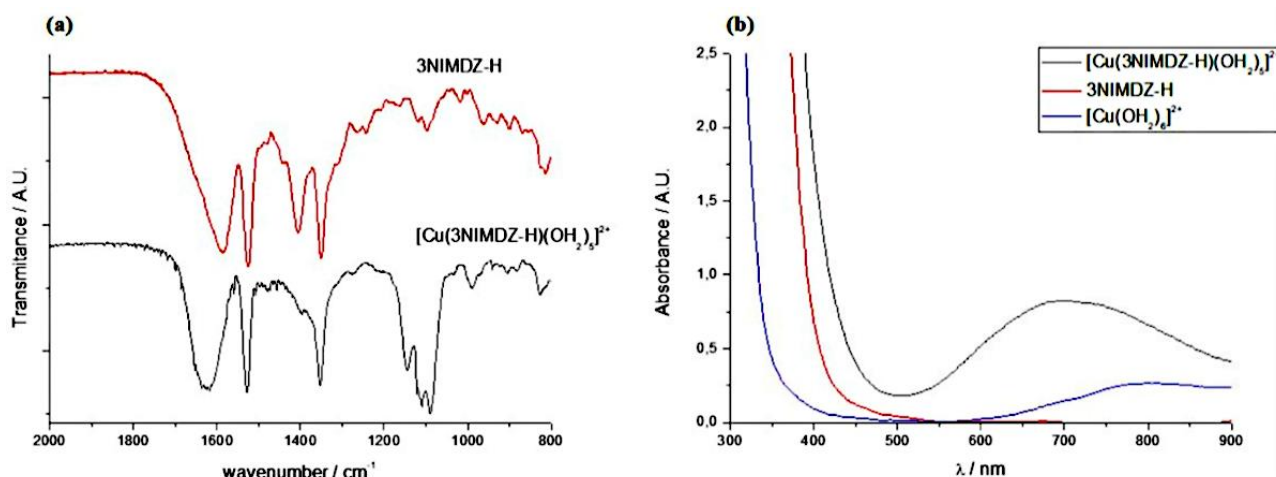 (a)
3NIMDZ-H
[Cu(3NIMDZ-H)(OH₂)₅]²⁺
Transmitance / A.U.
2000 1800 1600 1400 1200 1000 800
wavenumber / cm⁻¹
(b)
[Cu(3NIMDZ-H)(OH₂)₅]²
3NIMDZ-H
[Cu(OH₂)₆]²⁺
Absorbance / A.U.
2,5
2,0
1,5
1,0
0,5
0,0
300 400 500 600 700 800 900
λ / nm